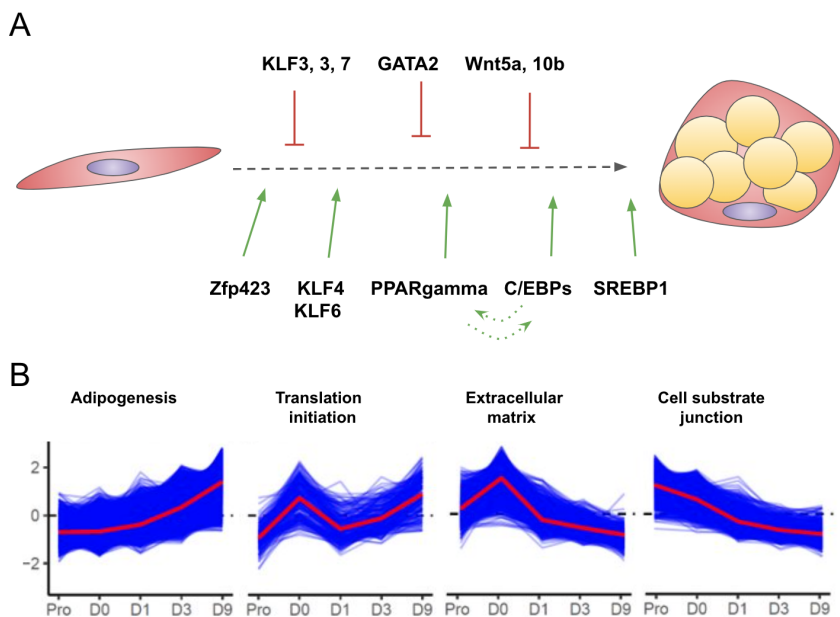 A
KLF3, 3, 7 GATA2 Wnt5a, 10b
Zfp423 KLF4 PPARgamma C/EBPs SREBP1
KLF6
B
Adipogenesis Translation Extracellular Cell substrate
initiation matrix junction
2
0
−2
Pro D0 D1 D3 D9 Pro D0 D1 D3 D9 Pro D0 D1 D3 D9 Pro D0 D1 D3 D9